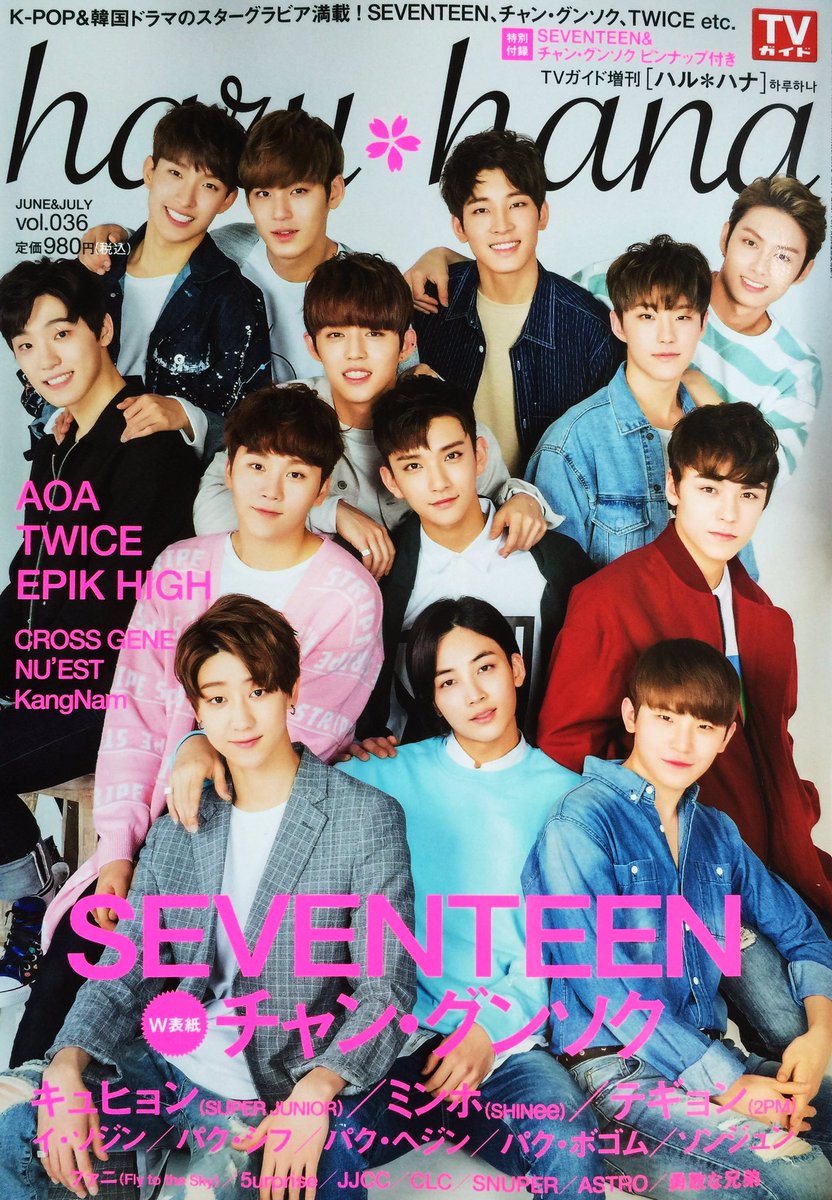 K-POP&韓国ドラマのスターグラビア満載！SEVENTEEN、チャン・グンソク、TWICE etc.
TVガイド
特別付録
SEVENTEEN&
チャン・グンソク ピンナップ付き
TVガイド増刊［ハル＊ハナ］하루하나
haru*hana
JUNE&JULY
vol.036
定価980円(税込)
AOA
TWICE
EPIK HIGH
CROSS GENE
NU'EST
KangNam
STRIPE
SEVENTEEN
W表紙
チャン・グンソク
キュヒョン(SUPER JUNIOR)／ミンホ(SHINee)／テギョン(2PM)
イ・ソジン／パク・シフ／パク・ヘジン／パク・ボゴム／ソンジュン
ファニ(Fly to the Sky)／5urprise／JJCC／CLC／SNUPER／ASTRO／勇敢な兄弟